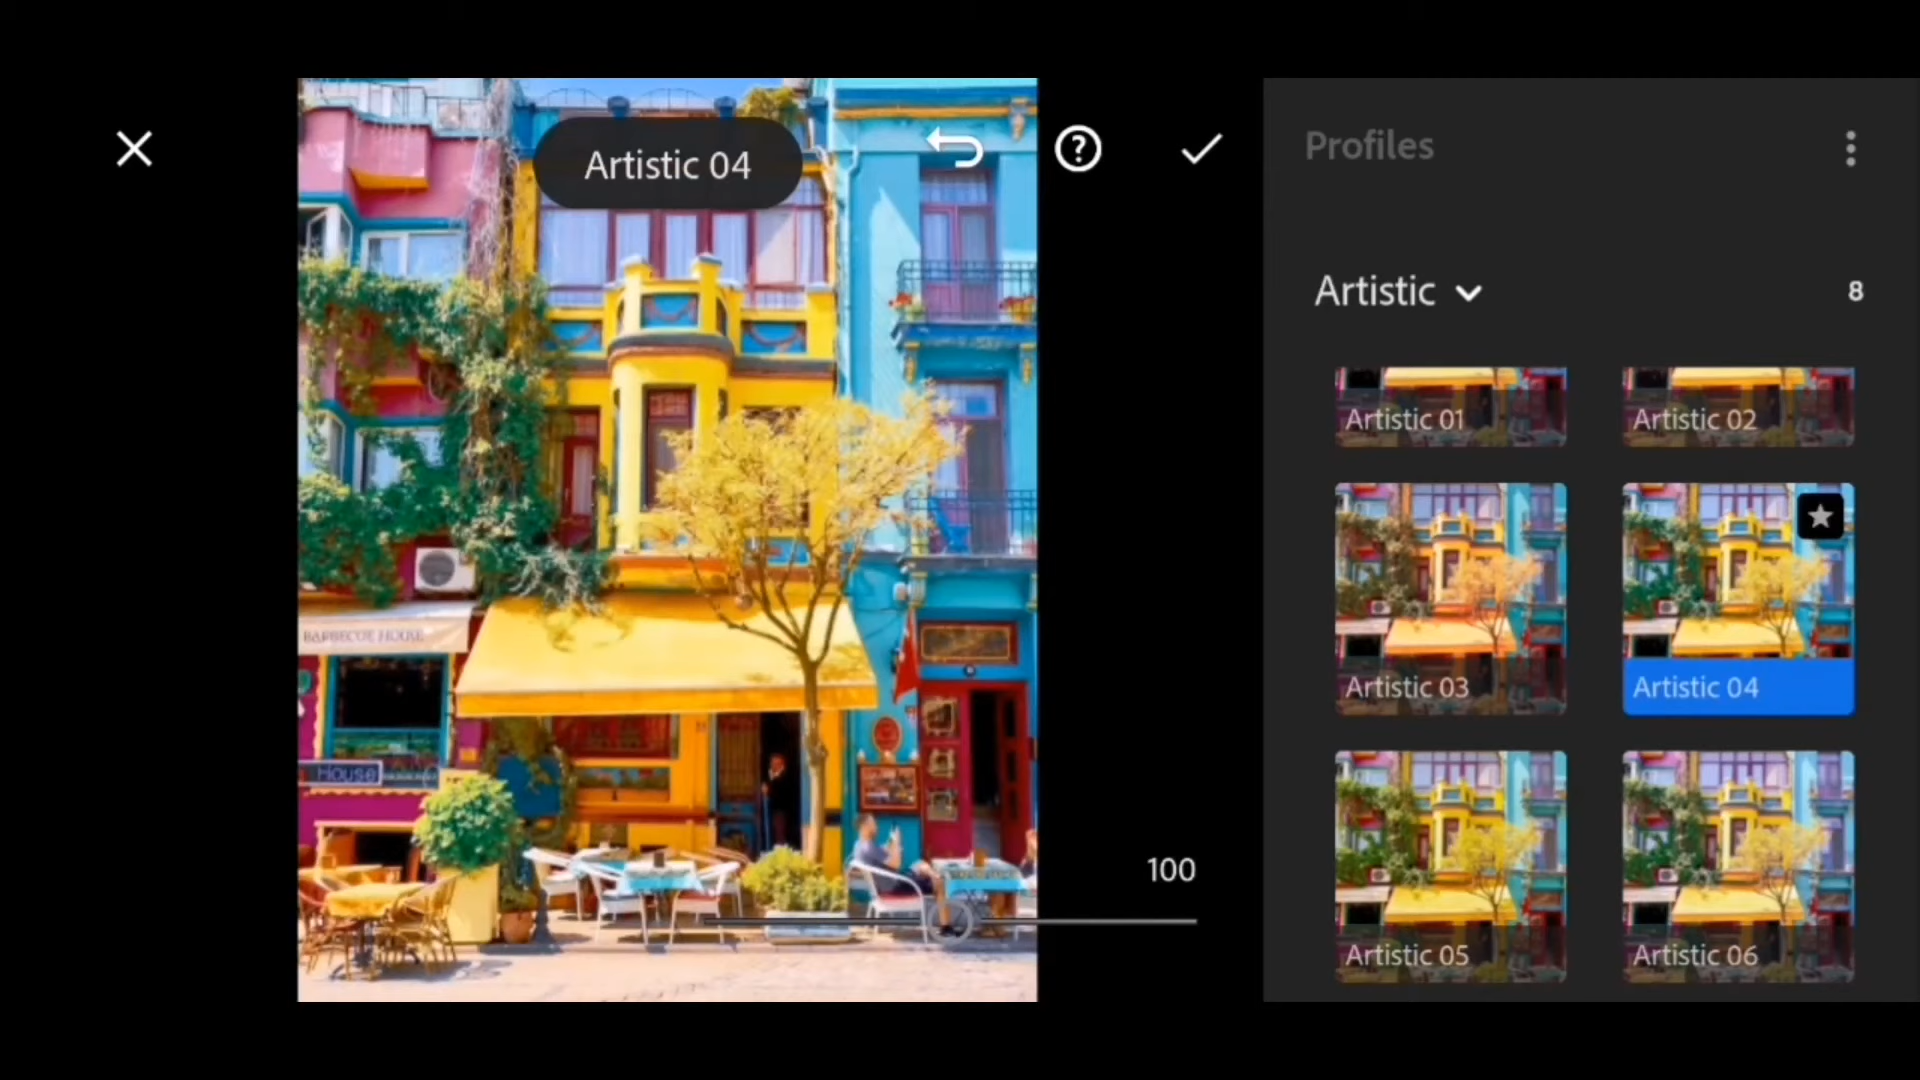 Artistic 04
?
Profiles
Artistic
8
Artistic 01
Artistic 02
Artistic 03
Artistic 04
Artistic 05
Artistic 06
BARBECUE HOUSE
House
100